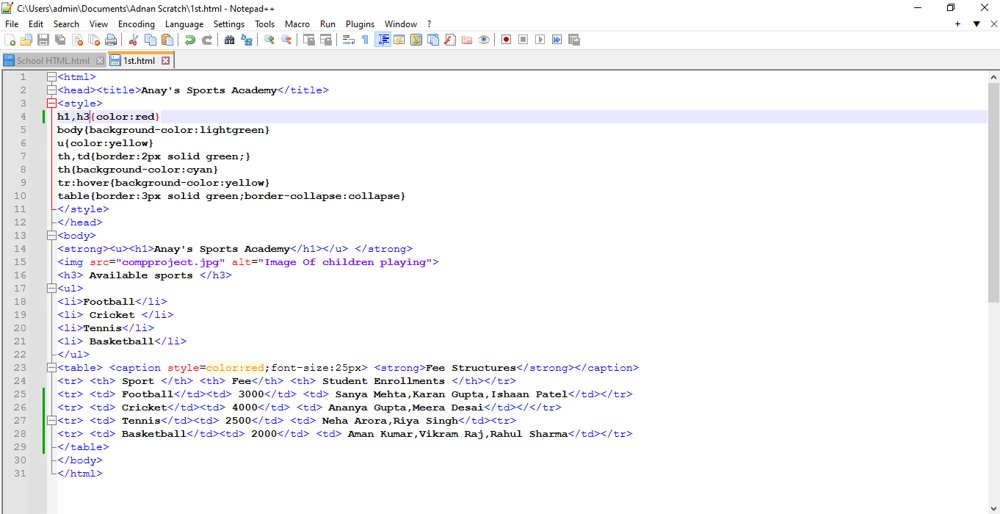 C:\Users\admin\Documents\Adnan Scratch\1st.html - Notepad++
File Edit Search View Encoding Language Settings Tools Macro Run Plugins Window ?
School HTML.html 1st.html
1 <html>
2 <head><title>Anay's Sports Academy</title>
3 <style>
4 h1,h3{color:red}
5 body{background-color:lightgreen}
6 u{color:yellow}
7 th,td{border:2px solid green;}
8 th{background-color:cyan}
9 tr:hover{background-color:yellow}
10 table{border:3px solid green;border-collapse:collapse}
11 </style>
12 </head>
13 <body>
14 <strong><u><h1>Anay's Sports Academy</h1></u> </strong>
15 <img src="compproject.jpg" alt="Image Of children playing">
16 <h3> Available sports </h3>
17 <ul>
18 <li>Football</li>
19 <li> Cricket </li>
20 <li>Tennis</li>
21 <li> Basketball</li>
22 </ul>
23 <table> <caption style=color:red;font-size:25px> <strong>Fee Structures</strong></caption>
24 <tr> <th> Sport </th> <th> Fee</th> <th> Student Enrollments </th></tr>
25 <tr> <td> Football</td><td> 3000</td> <td> Sanya Mehta,Karan Gupta,Ishaan Patel</td></tr>
26 <tr> <td> Cricket</td><td> 4000</td> <td> Ananya Gupta,Meera Desai</td></</tr>
27 <tr> <td> Tennis</td><td> 2500</td> <td> Neha Arora,Riya Singh</td><tr>
28 <tr> <td> Basketball</td><td> 2000</td> <td> Aman Kumar,Vikram Raj,Rahul Sharma</td></tr>
29 </table>
30 </body>
31 </html>